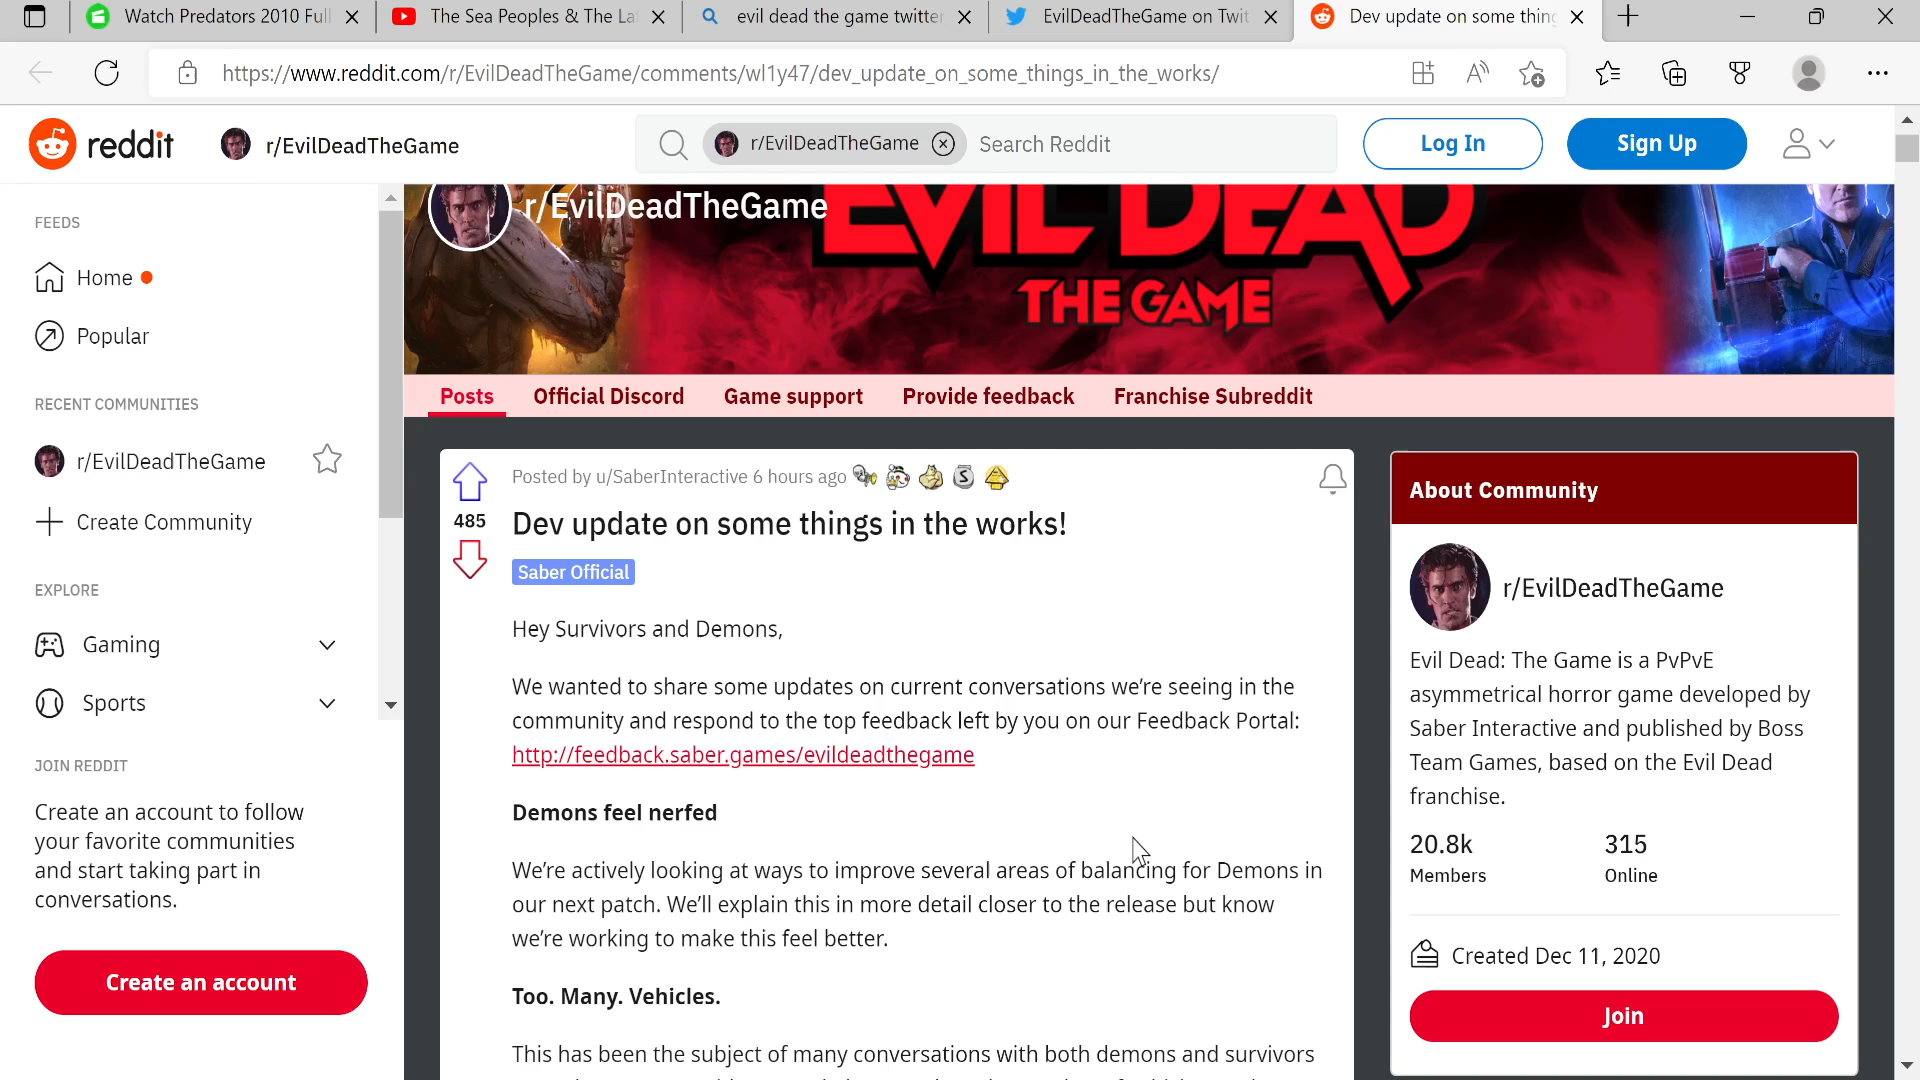 Watch Predators 2010 Full
The Sea Peoples & The La
evil dead the game twitter
EvilDeadTheGame on Twit
Dev update on some thing
https://www.reddit.com/r/EvilDeadTheGame/comments/wl1y47/dev_update_on_some_things_in_the_works/
reddit
r/EvilDeadTheGame
r/EvilDeadTheGame
Search Reddit
Log In
Sign Up
FEEDS
Home
Popular
RECENT COMMUNITIES
r/EvilDeadTheGame
Create Community
EXPLORE
Gaming
Sports
JOIN REDDIT
Create an account to follow
your favorite communities
and start taking part in
conversations.
Create an account
r/EvilDeadTheGame
EVIL DEAD
THE GAME
Posts
Official Discord
Game support
Provide feedback
Franchise Subreddit
485
Posted by u/SaberInteractive 6 hours ago
Dev update on some things in the works!
Saber Official
Hey Survivors and Demons,
We wanted to share some updates on current conversations we’re seeing in the
community and respond to the top feedback left by you on our Feedback Portal:
http://feedback.saber.games/evildeadthegame
Demons feel nerfed
We’re actively looking at ways to improve several areas of balancing for Demons in
our next patch. We’ll explain this in more detail closer to the release but know
we’re working to make this feel better.
Too. Many. Vehicles.
This has been the subject of many conversations with both demons and survivors
About Community
r/EvilDeadTheGame
Evil Dead: The Game is a PvPvE
asymmetrical horror game developed by
Saber Interactive and published by Boss
Team Games, based on the Evil Dead
franchise.
20.8k
Members
315
Online
Created Dec 11, 2020
Join